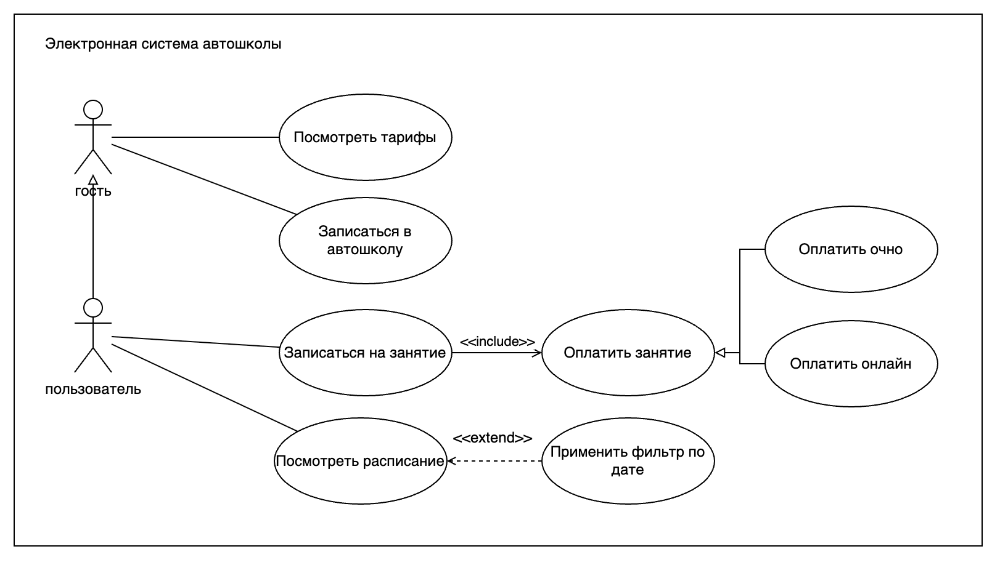 Электронная система автошколы
Посмотреть тарифы
гость
Записаться в
автошколу
Оплатить очно
<<include>>
Записаться на занятие
Оплатить занятие
Оплатить онлайн
пользователь
<<extend>>
Посмотреть расписание
Применить фильтр по
дате